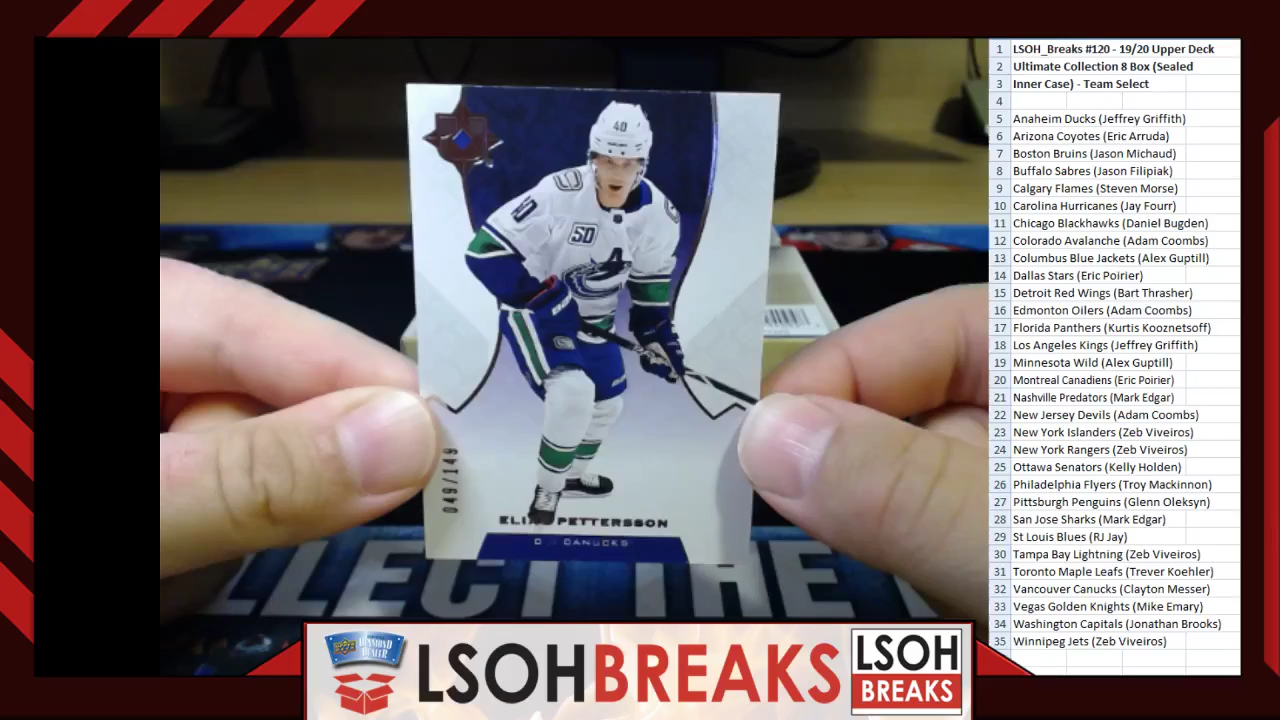 40
40
50
A
049/149
ELIAS PETTERSSON
C - CANUCKS
COLLECT THE
1 LSOH_Breaks #120 - 19/20 Upper Deck
2 Ultimate Collection 8 Box (Sealed
3 Inner Case) - Team Select
4
5 Anaheim Ducks (Jeffrey Griffith)
6 Arizona Coyotes (Eric Arruda)
7 Boston Bruins (Jason Michaud)
8 Buffalo Sabres (Jason Filipiak)
9 Calgary Flames (Steven Morse)
10 Carolina Hurricanes (Jay Fourr)
11 Chicago Blackhawks (Daniel Bugden)
12 Colorado Avalanche (Adam Coombs)
13 Columbus Blue Jackets (Alex Guptill)
14 Dallas Stars (Eric Poirier)
15 Detroit Red Wings (Bart Thrasher)
16 Edmonton Oilers (Adam Coombs)
17 Florida Panthers (Kurtis Kooznetsoff)
18 Los Angeles Kings (Jeffrey Griffith)
19 Minnesota Wild (Alex Guptill)
20 Montreal Canadiens (Eric Poirier)
21 Nashville Predators (Mark Edgar)
22 New Jersey Devils (Adam Coombs)
23 New York Islanders (Zeb Viveiros)
24 New York Rangers (Zeb Viveiros)
25 Ottawa Senators (Kelly Holden)
26 Philadelphia Flyers (Troy Mackinnon)
27 Pittsburgh Penguins (Glenn Oleksyn)
28 San Jose Sharks (Mark Edgar)
29 St Louis Blues (RJ Jay)
30 Tampa Bay Lightning (Zeb Viveiros)
31 Toronto Maple Leafs (Trever Koehler)
32 Vancouver Canucks (Clayton Messer)
33 Vegas Golden Knights (Mike Emary)
34 Washington Capitals (Jonathan Brooks)
35 Winnipeg Jets (Zeb Viveiros)
UPPER DECK DIAMOND DEALER
LSOHBREAKS
LSOH
BREAKS